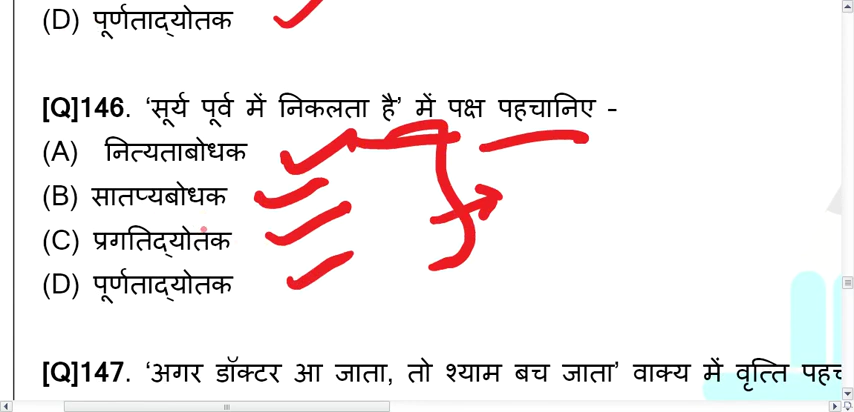 (D) पूर्णताद्योतक
[Q]146. ‘सूर्य पूर्व में निकलता है’ में पक्ष पहचानिए -
(A) नित्यताबोधक
(B) सातप्यबोधक
(C) प्रगतिद्योतक
(D) पूर्णताद्योतक
[Q]147. ‘अगर डॉक्टर आ जाता, तो श्याम बच जाता’ वाक्य में वृत्ति पहच